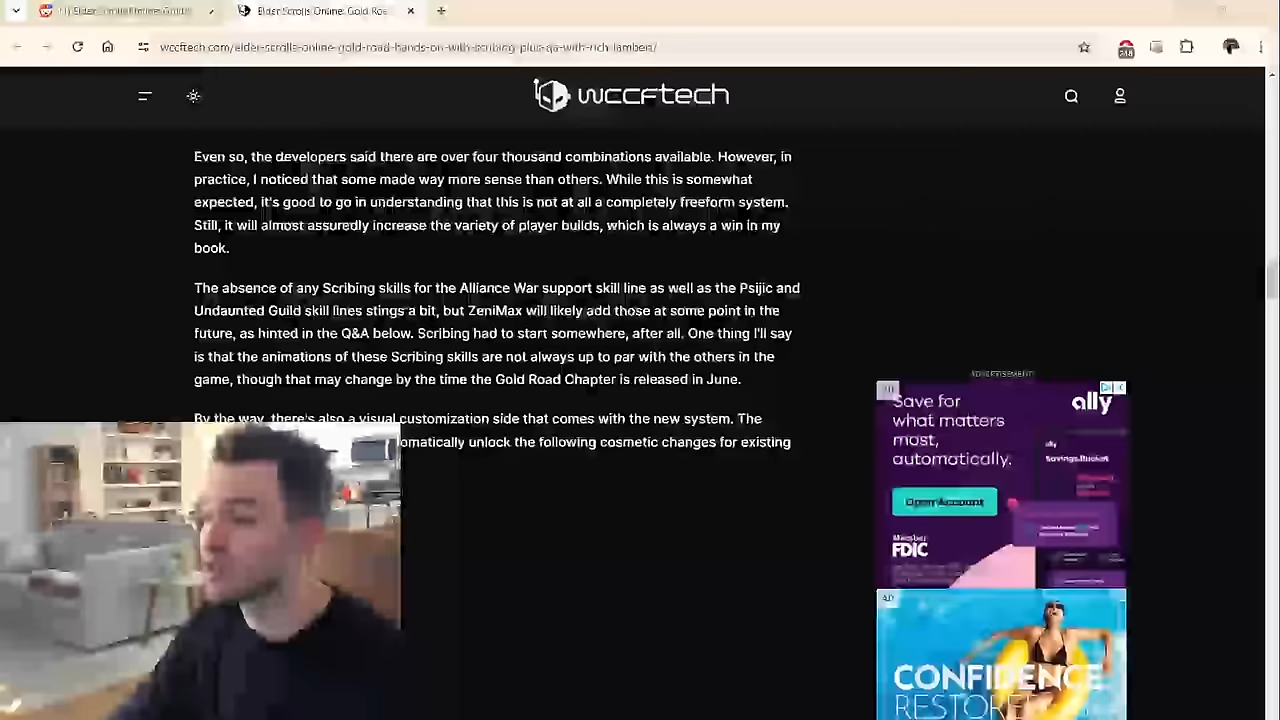 Elder Scrolls Online: Gold Roa
wccftech.com/elder-scrolls-online-gold-road-hands-on-with-scribing-plus-qa-with-rich-lambert/
wccftech
Even so, the developers said there are over four thousand combinations available. However, in
practice, I noticed that some made way more sense than others. While this is somewhat
expected, it's good to go in understanding that this is not at all a completely freeform system.
Still, it will almost assuredly increase the variety of player builds, which is always a win in my
book.
The absence of any Scribing skills for the Alliance War support skill line as well as the Psijic and
Undaunted Guild skill lines stings a bit, but ZeniMax will likely add those at some point in the
future, as hinted in the Q&A below. Scribing had to start somewhere, after all. One thing I'll say
is that the animations of these Scribing skills are not always up to par with the others in the
game, though that may change by the time the Gold Road Chapter is released in June.
By the way, there's also a visual customization side that comes with the new system. The
omatically unlock the following cosmetic changes for existing
ADVERTISEMENT
Save for
what matters
most,
automatically.
ally
ally
Savings Bucket
Open Account
Member
FDIC
AD
CONFIDENCE
RESTORE